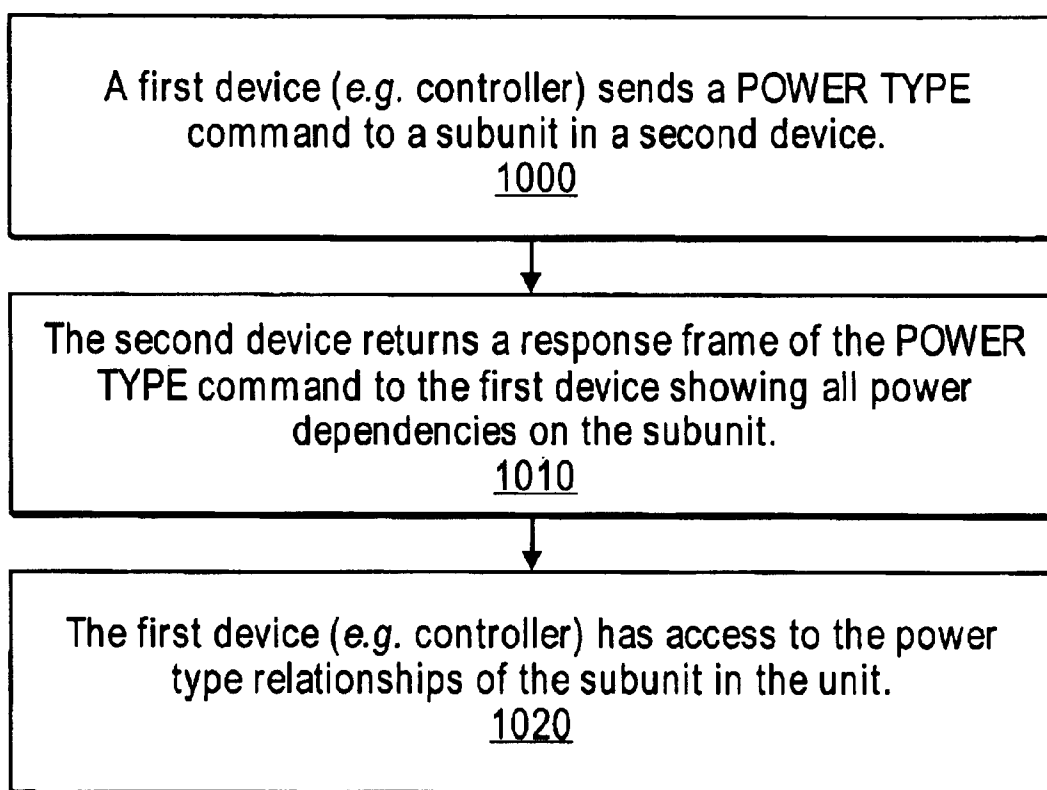 A first device (e.g. controller) sends a POWER TYPE
command to a subunit in a second device.
1000
The second device returns a response frame of the POWER
TYPE command to the first device showing all power
dependencies on the subunit.
1010
The first device (e.g. controller) has access to the power
type relationships of the subunit in the unit.
1020